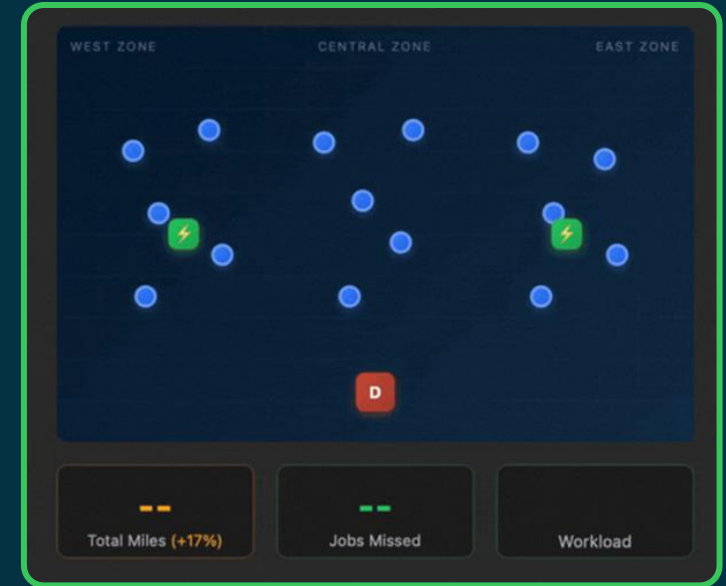 WEST ZONE CENTRAL ZONE EAST ZONE
D
-- --
Total Miles (+17%) Jobs Missed Workload